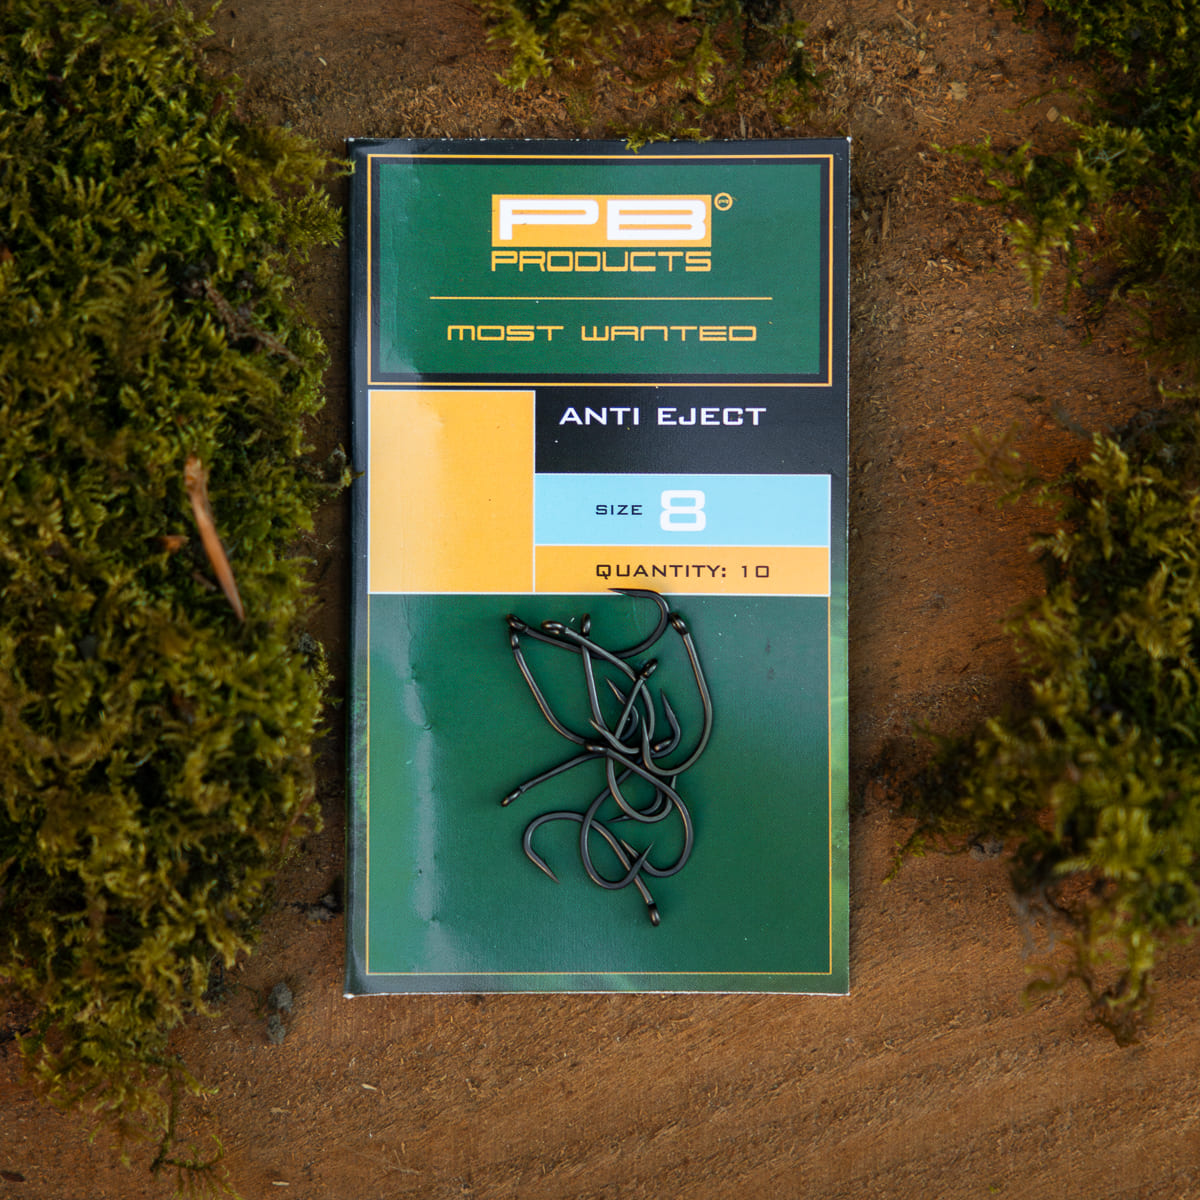 PB
PRODUCTS
MOST WANTED
ANTI EJECT
SIZE 8
QUANTITY: 10